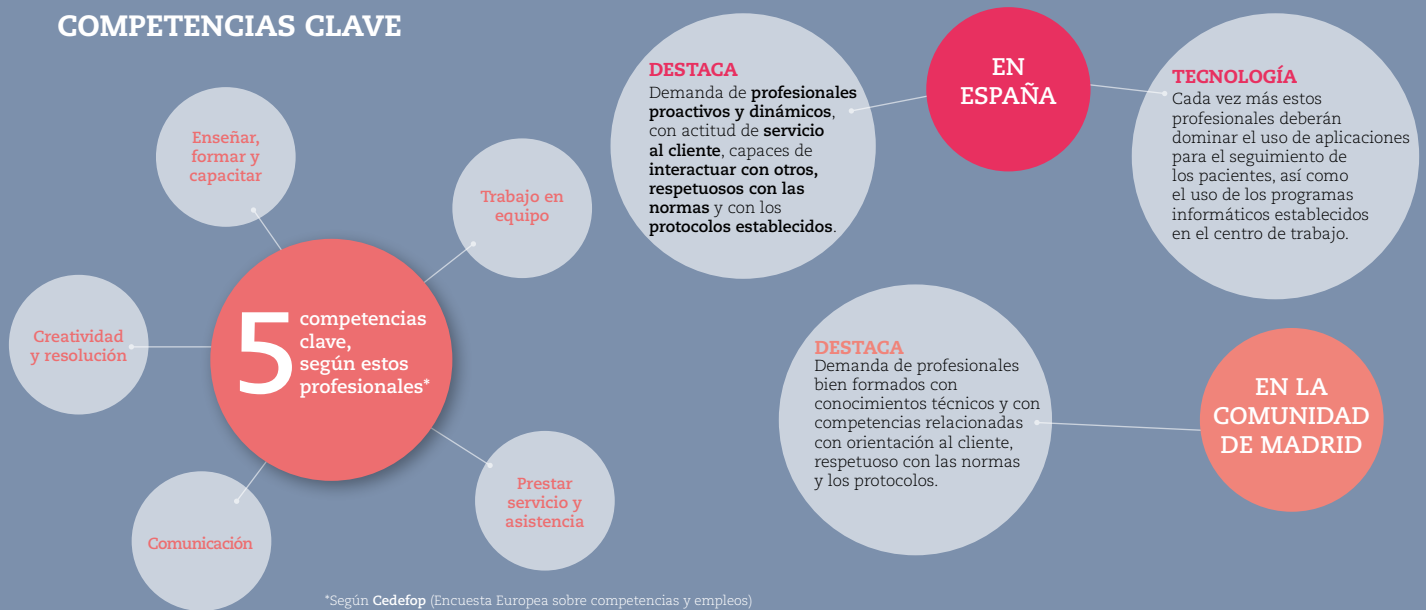 COMPETENCIAS CLAVE
Enseñar,
formar y
capacitar
Trabajo en
equipo
Creatividad
y resolución
5
competencias
clave,
según estos
profesionales*
Comunicación
Prestar
servicio y
asistencia
*Según Cedefop (Encuesta Europea sobre competencias y empleos)
EN
ESPAÑA
DESTACA
Demanda de profesionales
proactivos y dinámicos,
con actitud de servicio
al cliente, capaces de
interactuar con otros,
respetuosos con las
normas y con los
protocolos establecidos.
TECNOLOGÍA
Cada vez más estos
profesionales deberán
dominar el uso de aplicaciones
para el seguimiento de
los pacientes, así como
el uso de los programas
informáticos establecidos
en el centro de trabajo.
DESTACA
Demanda de profesionales
bien formados con
conocimientos técnicos y con
competencias relacionadas
con orientación al cliente,
respetuoso con las normas
y los protocolos.
EN LA
COMUNIDAD
DE MADRID